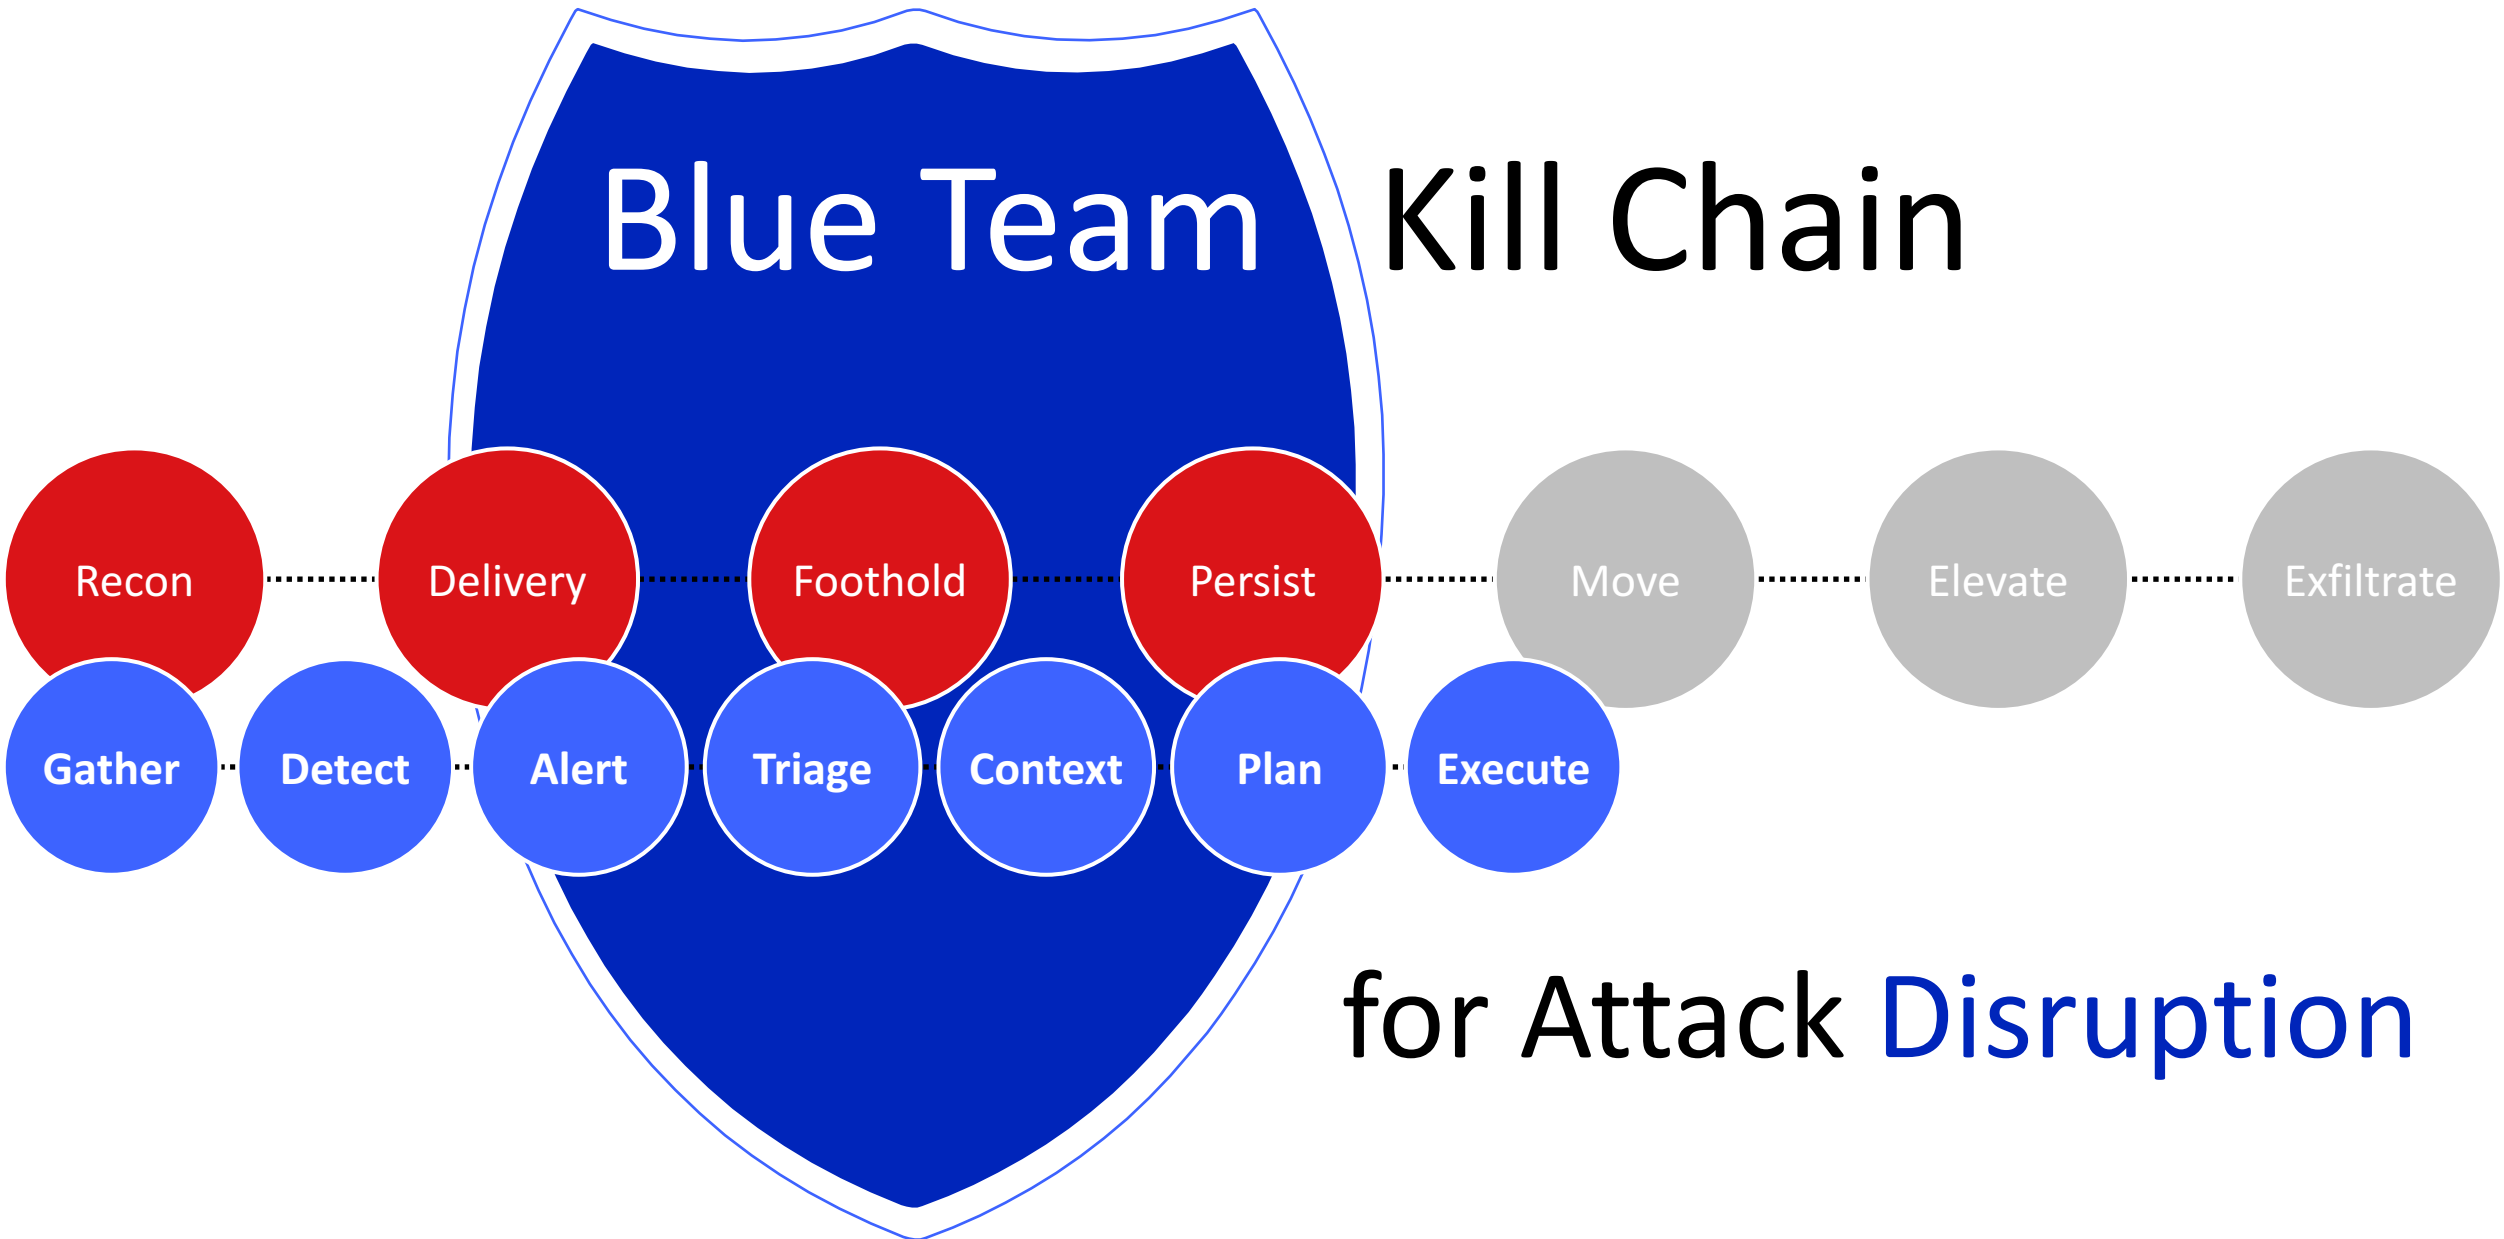 Blue Team Kill Chain
Recon Delivery Foothold Persist Move Elevate Exfiltrate
Gather Detect Alert Triage Context Plan Execute
for Attack Disruption